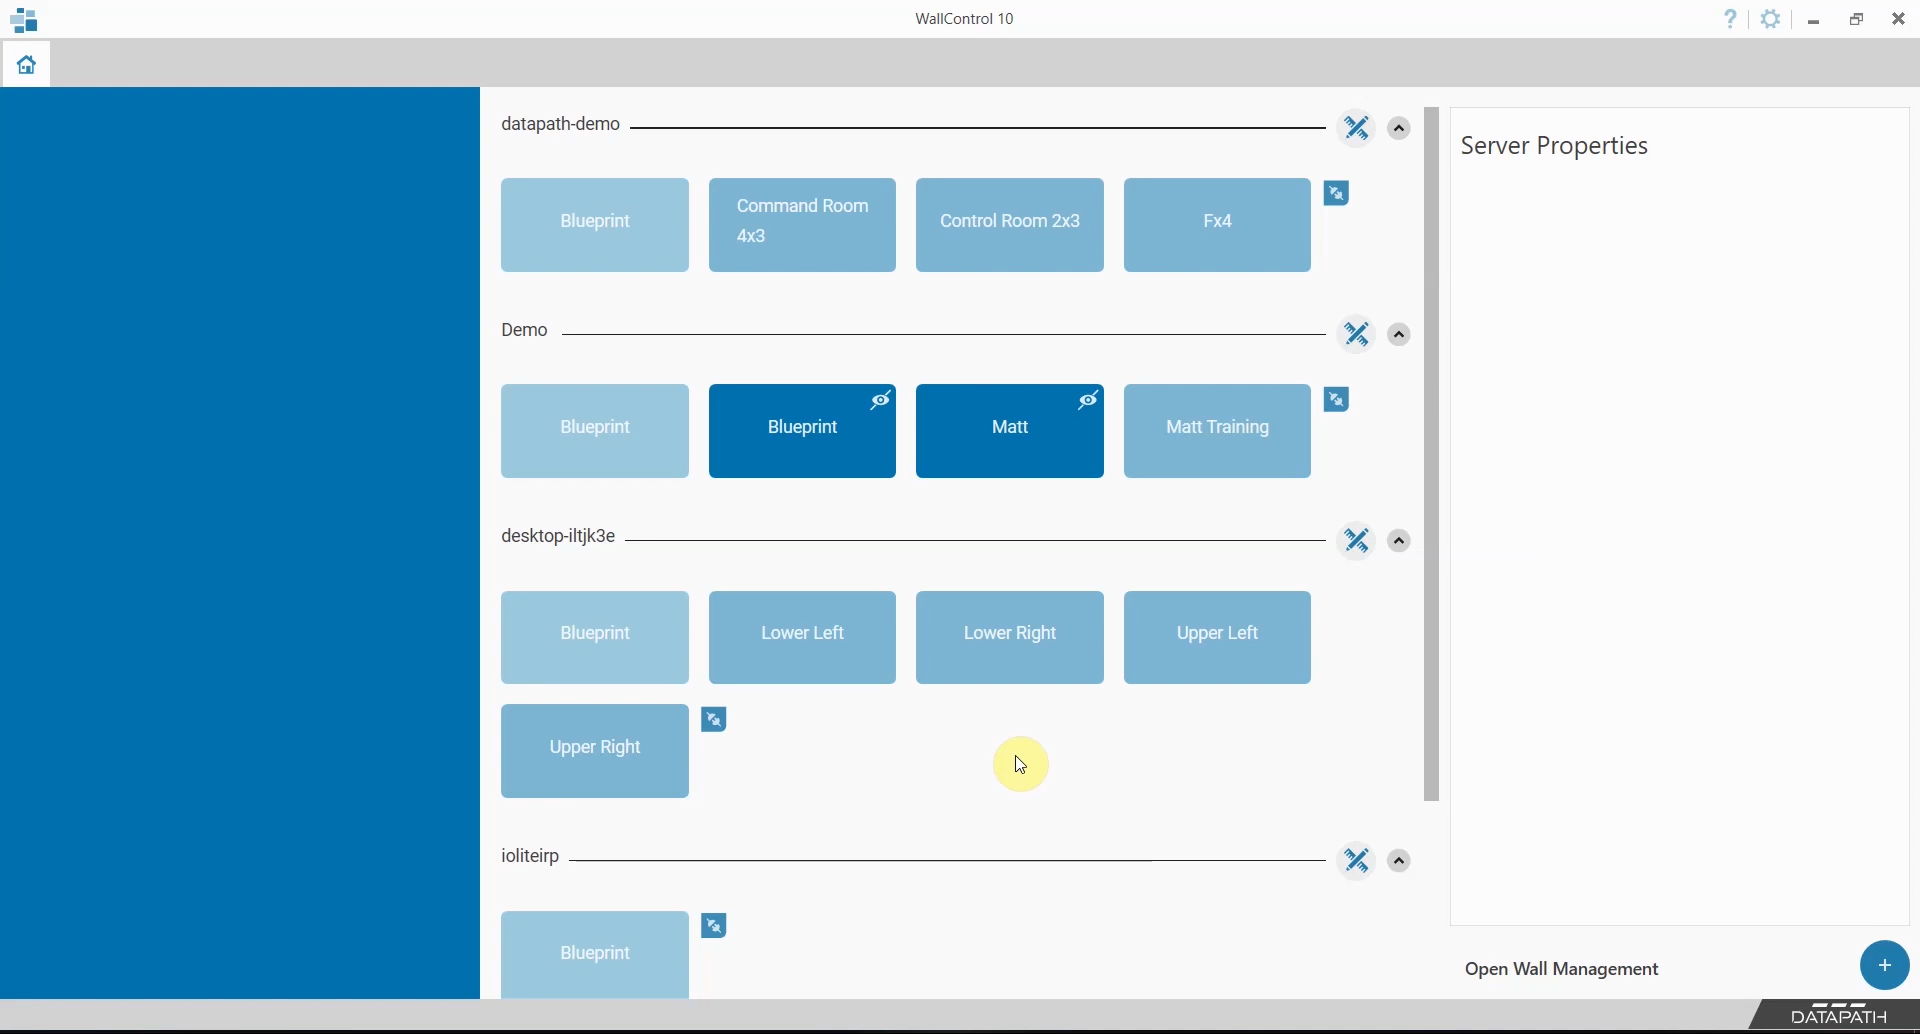 WallControl 10
?
datapath-demo
Blueprint
Command Room
4x3
Control Room 2x3
Fx4
Server Properties
Demo
Blueprint
Blueprint
Matt
Matt Training
desktop-iltjk3e
Blueprint
Lower Left
Lower Right
Upper Left
Upper Right
ioliteirp
Blueprint
Open Wall Management
+
DATAPATH